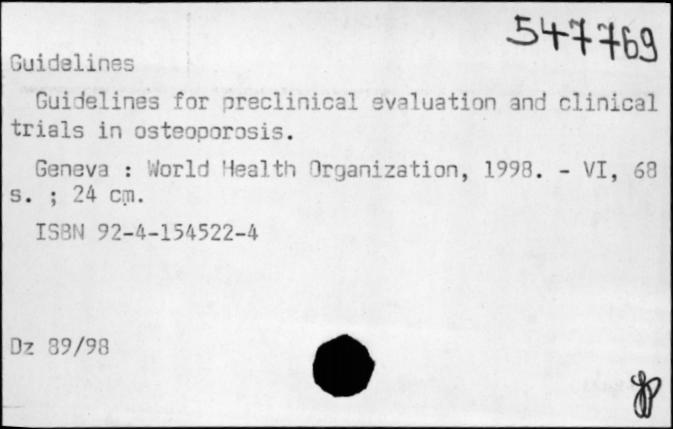 547769
Guidelines
Guidelines for preclinical evaluation and clinical
trials in osteoporosis.
Geneva : World Health Organization, 1998. - VI, 68
s. ; 24 cm.
ISBN 92-4-154522-4
Dz 89/98